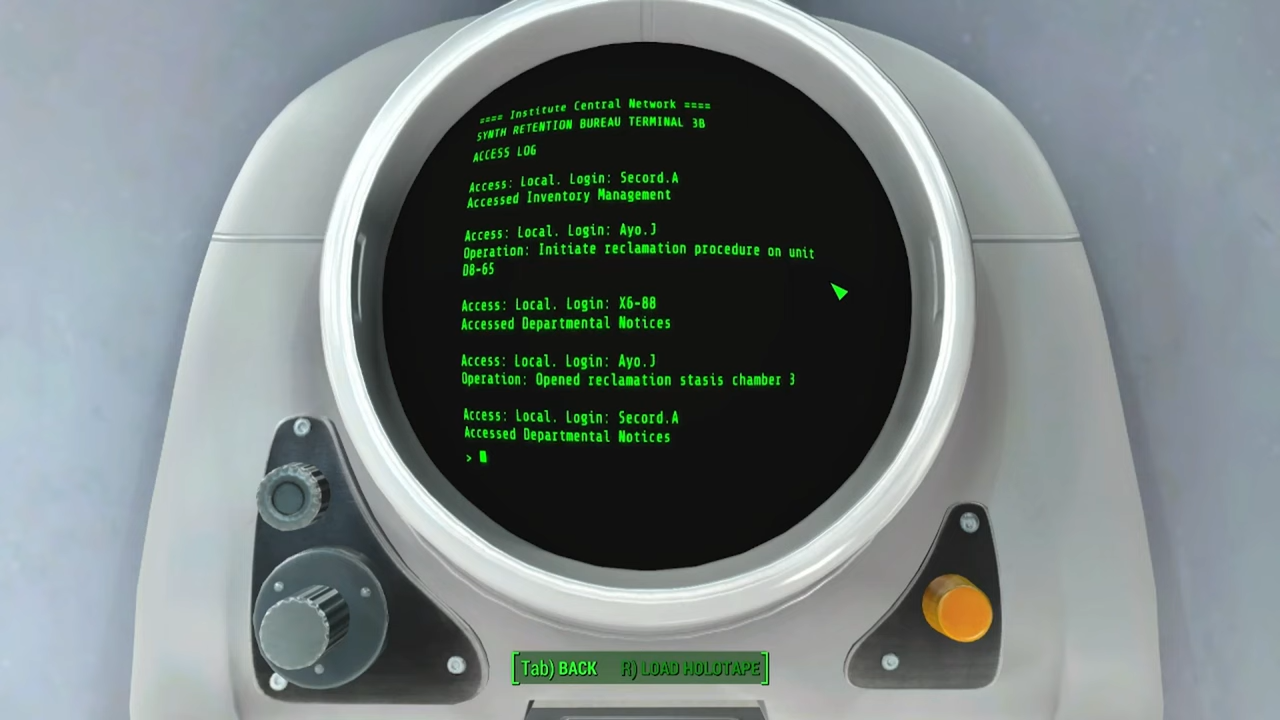 ==== Institute Central Network ====
SYNTH RETENTION BUREAU TERMINAL 3B
ACCESS LOG
Access: Local. Login: Secord.A
Accessed Inventory Management
Access: Local. Login: Ayo.J
Operation: Initiate reclamation procedure on unit
D8-65
Access: Local. Login: X6-88
Accessed Departmental Notices
Access: Local. Login: Ayo.J
Operation: Opened reclamation stasis chamber 3
Access: Local. Login: Secord.A
Accessed Departmental Notices
>
Tab) BACK R) LOAD HOLOTAPE